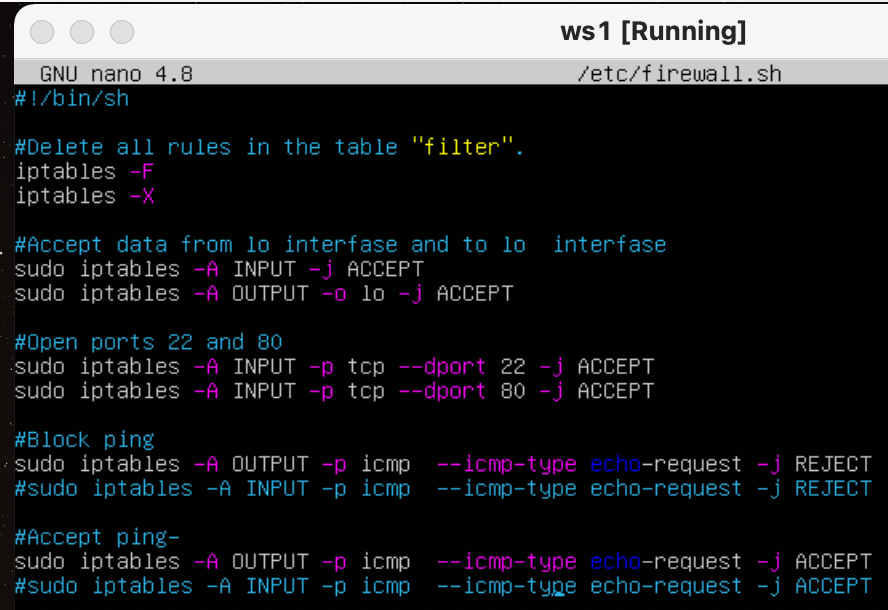 ws1 [Running]
GNU nano 4.8 /etc/firewall.sh
#!/bin/sh
#Delete all rules in the table "filter".
iptables -F
iptables -X
#Accept data from lo interfase and to lo  interfase
sudo iptables -A INPUT -j ACCEPT
sudo iptables -A OUTPUT -o lo -j ACCEPT
#Open ports 22 and 80
sudo iptables -A INPUT -p tcp --dport 22 -j ACCEPT
sudo iptables -A INPUT -p tcp --dport 80 -j ACCEPT
#Block ping
sudo iptables -A OUTPUT -p icmp  --icmp-type echo-request -j REJECT
#sudo iptables -A INPUT -p icmp  --icmp-type echo-request -j REJECT
#Accept ping-
sudo iptables -A OUTPUT -p icmp  --icmp-type echo-request -j ACCEPT
#sudo iptables -A INPUT -p icmp  --icmp-type echo-request -j ACCEPT